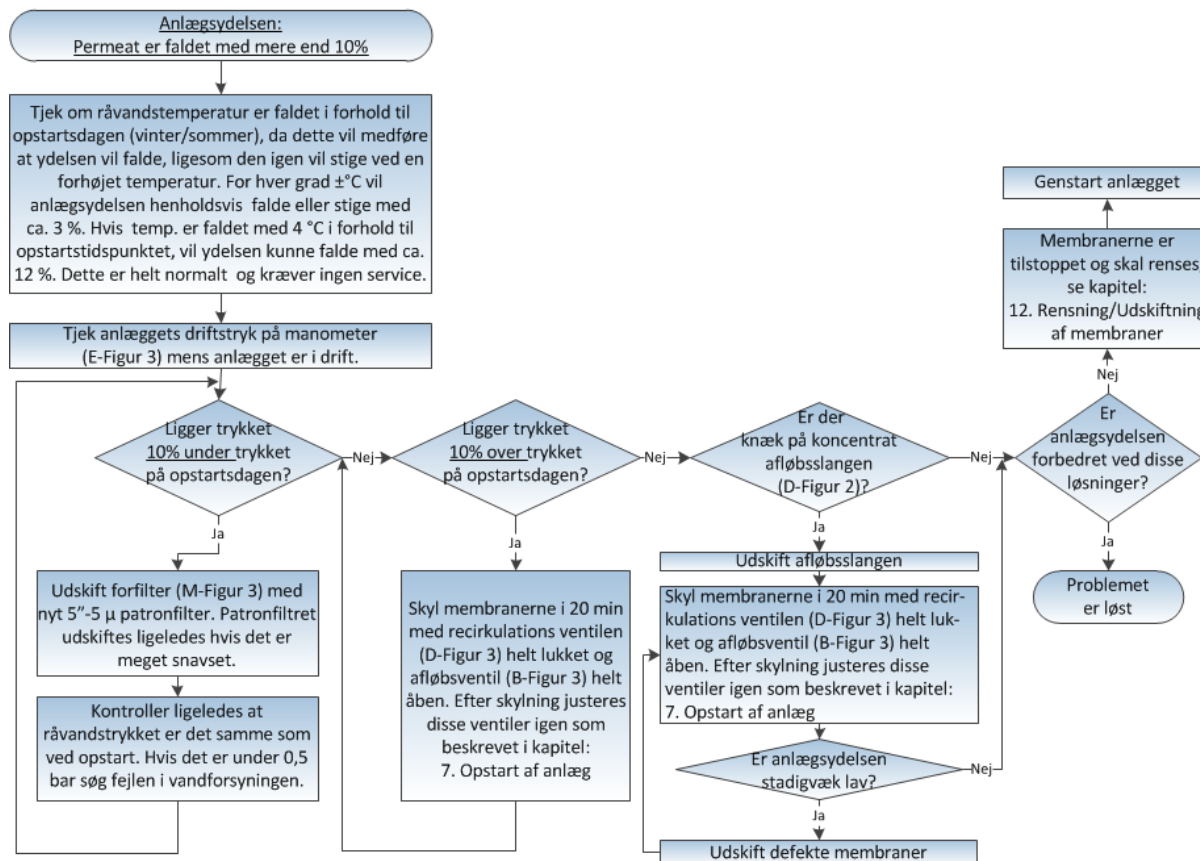 Anlægsydelsen:
Permeat er faldet med mere end 10%
Tjek om råvandstemperatur er faldet i forhold til
opstartsdagen (vinter/sommer), da dette vil medføre
at ydelsen vil falde, ligesom den igen vil stige ved en
forhøjet temperatur. For hver grad ±°C vil
anlægsydelsen henholdsvis falde eller stige med
ca. 3 %. Hvis temp. er faldet med 4 °C i forhold til
opstartstidspunktet, vil ydelsen kunne falde med ca.
12 %. Dette er helt normalt og kræver ingen service.
Tjek anlæggets driftstryk på manometer
(E-Figur 3) mens anlægget er i drift.
Ligger trykket
10% under trykket
på opstartsdagen?
Nej
Ja
Udskift forfilter (M-Figur 3) med
nyt 5”-5 µ patronfilter. Patronfiltret
udskiftes ligeledes hvis det er
meget snavset.
Kontroller ligeledes at
råvandstrykket er det samme som
ved opstart. Hvis det er under 0,5
bar søg fejlen i vandforsyningen.
Ligger trykket
10% over trykket
på opstartsdagen?
Nej
Ja
Skyl membranerne i 20 min
med recirkulations ventilen
(D-Figur 3) helt lukket og
afløbsventil (B-Figur 3) helt
åben. Efter skylning justeres
disse ventiler igen som
beskrevet i kapitel:
7. Opstart af anlæg
Er der
knæk på koncentrat
afløbsslangen
(D-Figur 2)?
Nej
Ja
Udskift afløbsslangen
Skyl membranerne i 20 min med recir-
kulations ventilen (D-Figur 3) helt luk-
ket og afløbsventil (B-Figur 3) helt
åben. Efter skylning justeres disse
ventiler igen som beskrevet i kapitel:
7. Opstart af anlæg
Er anlægsydelsen
stadigvæk lav?
Nej
Ja
Udskift defekte membraner
Er
anlægsydelsen
forbedret ved disse
løsninger?
Nej
Membranerne er
tilstoppet og skal renses,
se kapitel:
12. Rensning/Udskiftning
af membraner
Genstart anlægget
Ja
Problemet
er løst